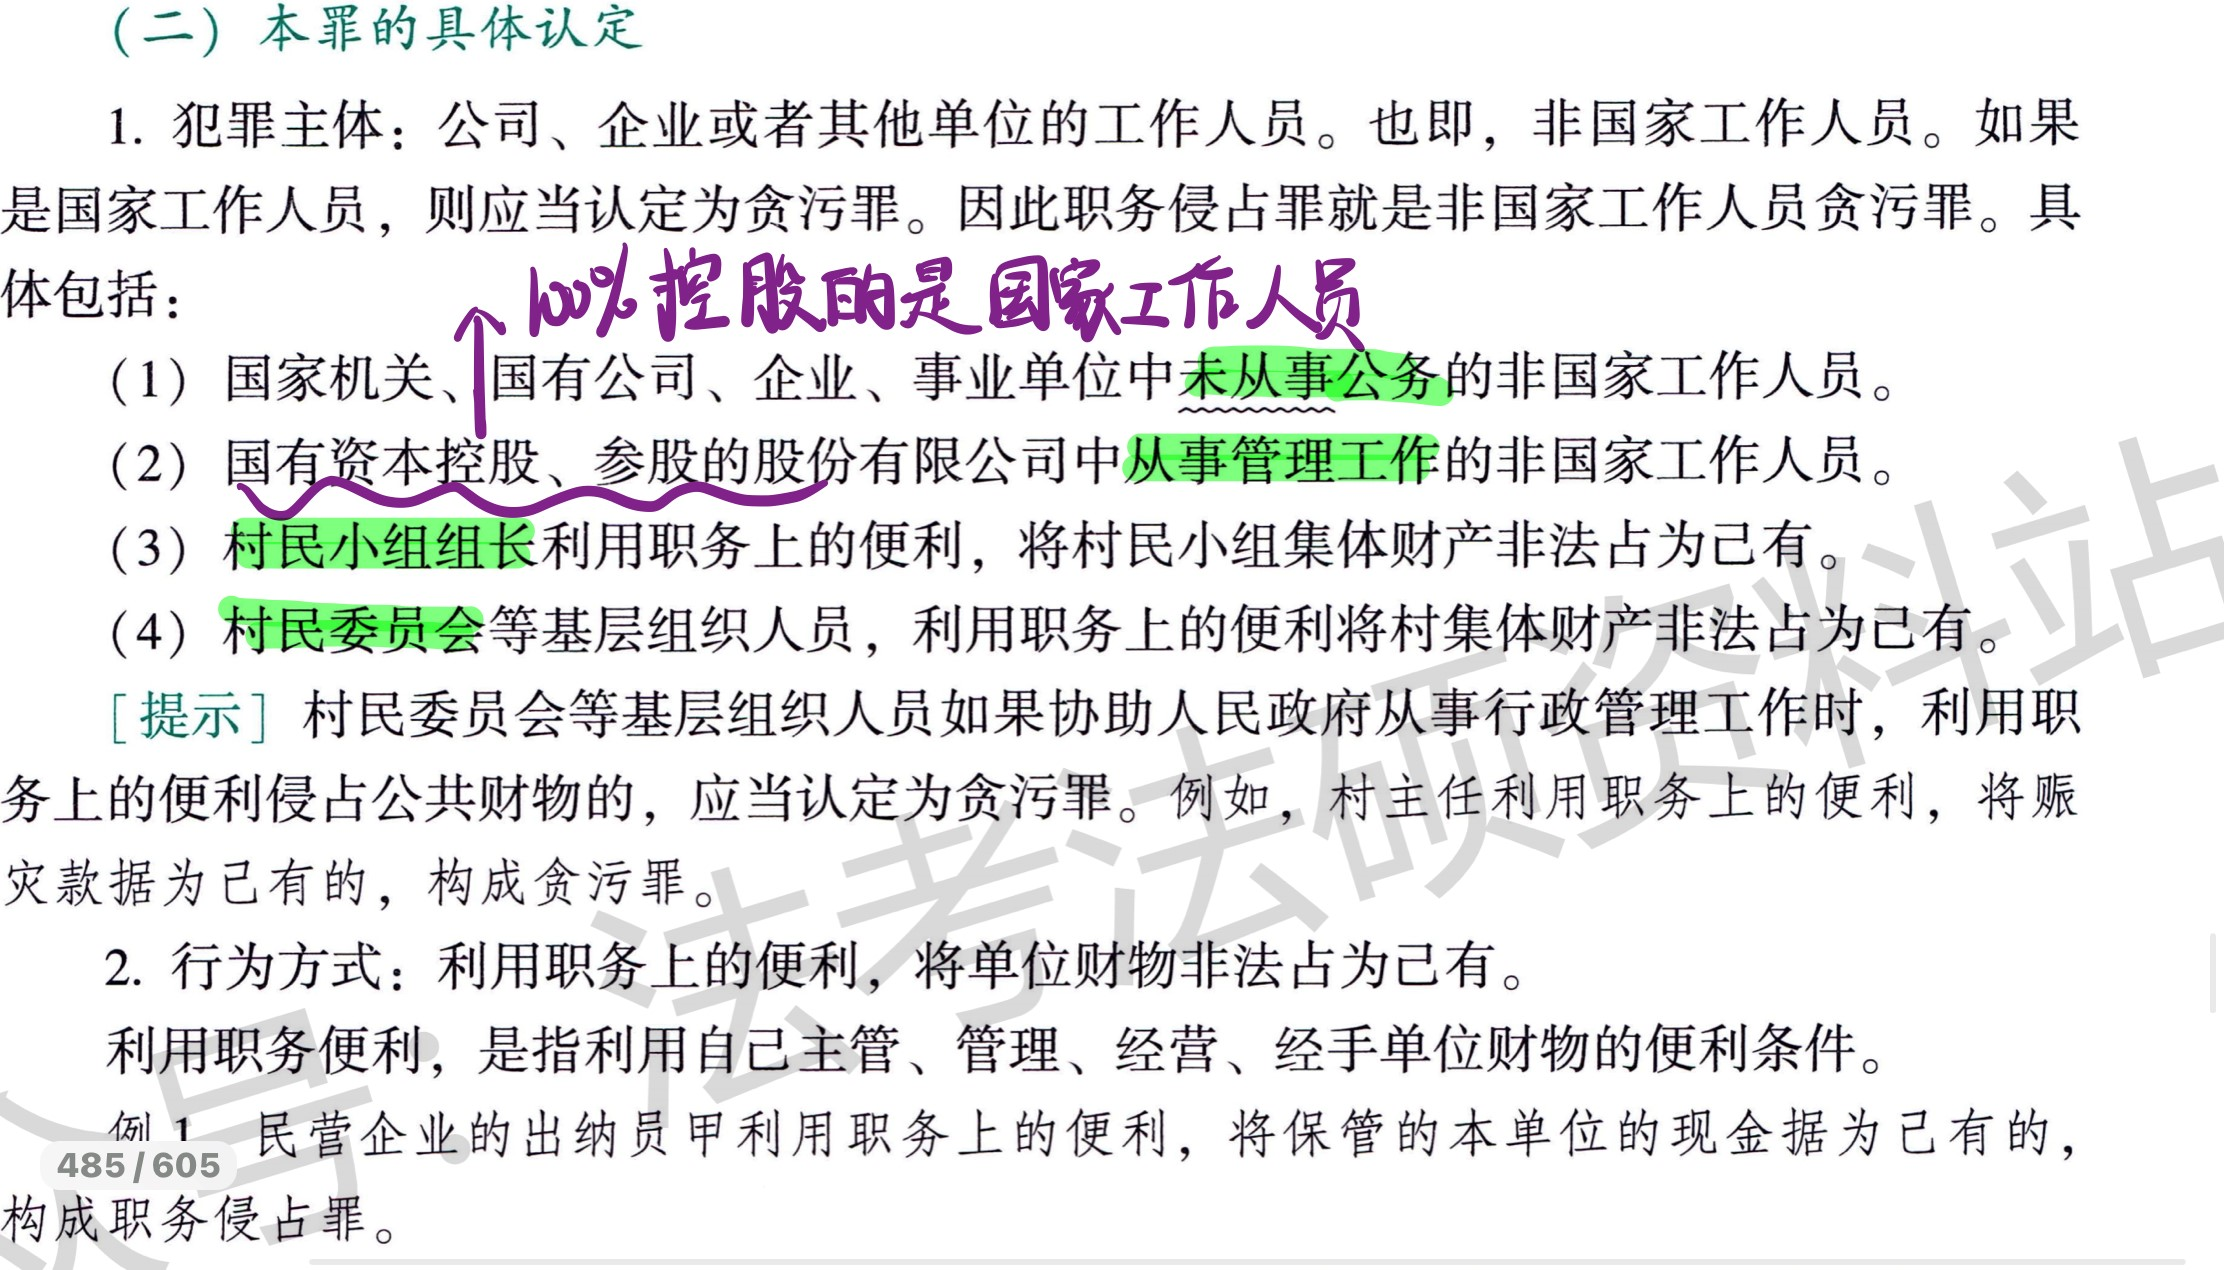 （二）本罪的具体认定
1. 犯罪主体：公司、企业或者其他单位的工作人员。也即，非国家工作人员。如果
是国家工作人员，则应当认定为贪污罪。因此职务侵占罪就是非国家工作人员贪污罪。具
体包括：
100%控股的是国家工作人员
（1）国家机关、国有公司、企业、事业单位中未从事公务的非国家工作人员。
（2）国有资本控股、参股的股份有限公司中从事管理工作的非国家工作人员。
（3）村民小组组长利用职务上的便利，将村民小组集体财产非法占为己有。
（4）村民委员会等基层组织人员，利用职务上的便利将村集体财产非法占为己有。
［提示］村民委员会等基层组织人员如果协助人民政府从事行政管理工作时，利用职
务上的便利侵占公共财物的，应当认定为贪污罪。例如，村主任利用职务上的便利，将赈
灾款据为己有的，构成贪污罪。
2. 行为方式：利用职务上的便利，将单位财物非法占为己有。
利用职务便利，是指利用自己主管、管理、经营、经手单位财物的便利条件。
例 1 民营企业的出纳员甲利用职务上的便利，将保管的本单位的现金据为己有的，
485/605
构成职务侵占罪。
众号：法考法硕资料站